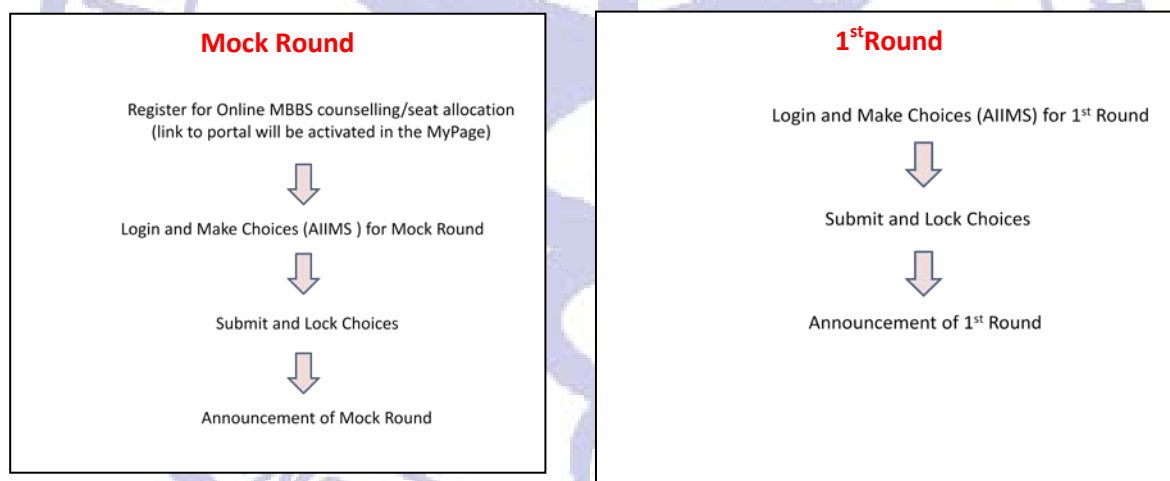 Mock Round
Register for Online MBBS counselling/seat allocation
(link to portal will be activated in the MyPage)
Login and Make Choices (AIIMS ) for Mock Round
Submit and Lock Choices
Announcement of Mock Round
1stRound
Login and Make Choices (AIIMS) for 1st Round
Submit and Lock Choices
Announcement of 1st Round